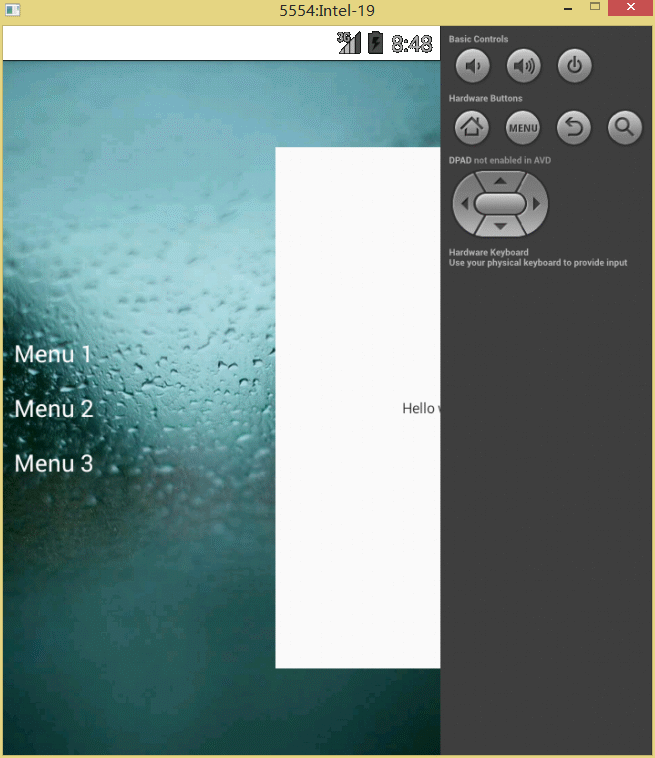 5554:Intel-19
3G
8:48
Basic Controls
Hardware Buttons
MENU
DPAD not enabled in AVD
Hardware Keyboard
Use your physical keyboard to provide input
Menu 1
Menu 2
Menu 3
Hello